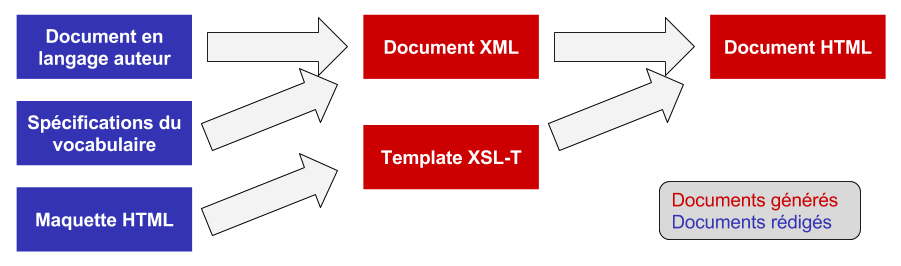 Document en
langage auteur
Document XML
Document HTML
Spécifications du
vocabulaire
Template XSL-T
Maquette HTML
Documents générés
Documents rédigés